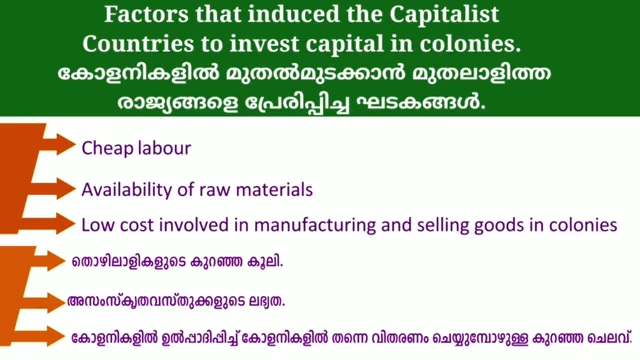 Factors that induced the Capitalist
Countries to invest capital in colonies.
കോളനികളിൽ മുതൽമുടക്കാൻ മുതലാളിത്ത
രാജ്യങ്ങളെ പ്രേരിപ്പിച്ച ഘടകങ്ങൾ.
Cheap labour
Availability of raw materials
Low cost involved in manufacturing and selling goods in colonies
തൊഴിലാളികളുടെ കുറഞ്ഞ കൂലി.
അസംസ്കൃതവസ്തുക്കളുടെ ലഭ്യത.
കോളനികളിൽ ഉൽപ്പാദിപ്പിച്ച് കോളനികളിൽ തന്നെ വിതരണം ചെയ്യുമ്പോഴുള്ള കുറഞ്ഞ ചെലവ്.